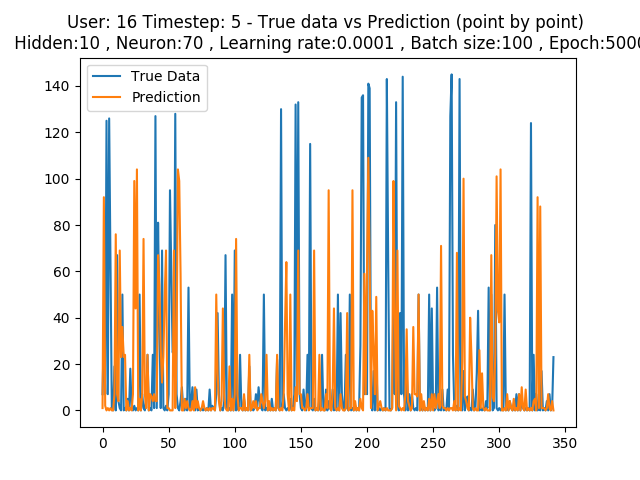 User: 16 Timestep: 5 - True data vs Prediction (point by point)
Hidden:10 , Neuron:70 , Learning rate:0.0001 , Batch size:100 , Epoch:5000
True Data
Prediction
140
120
100
80
60
40
20
0
0 50 100 150 200 250 300 350